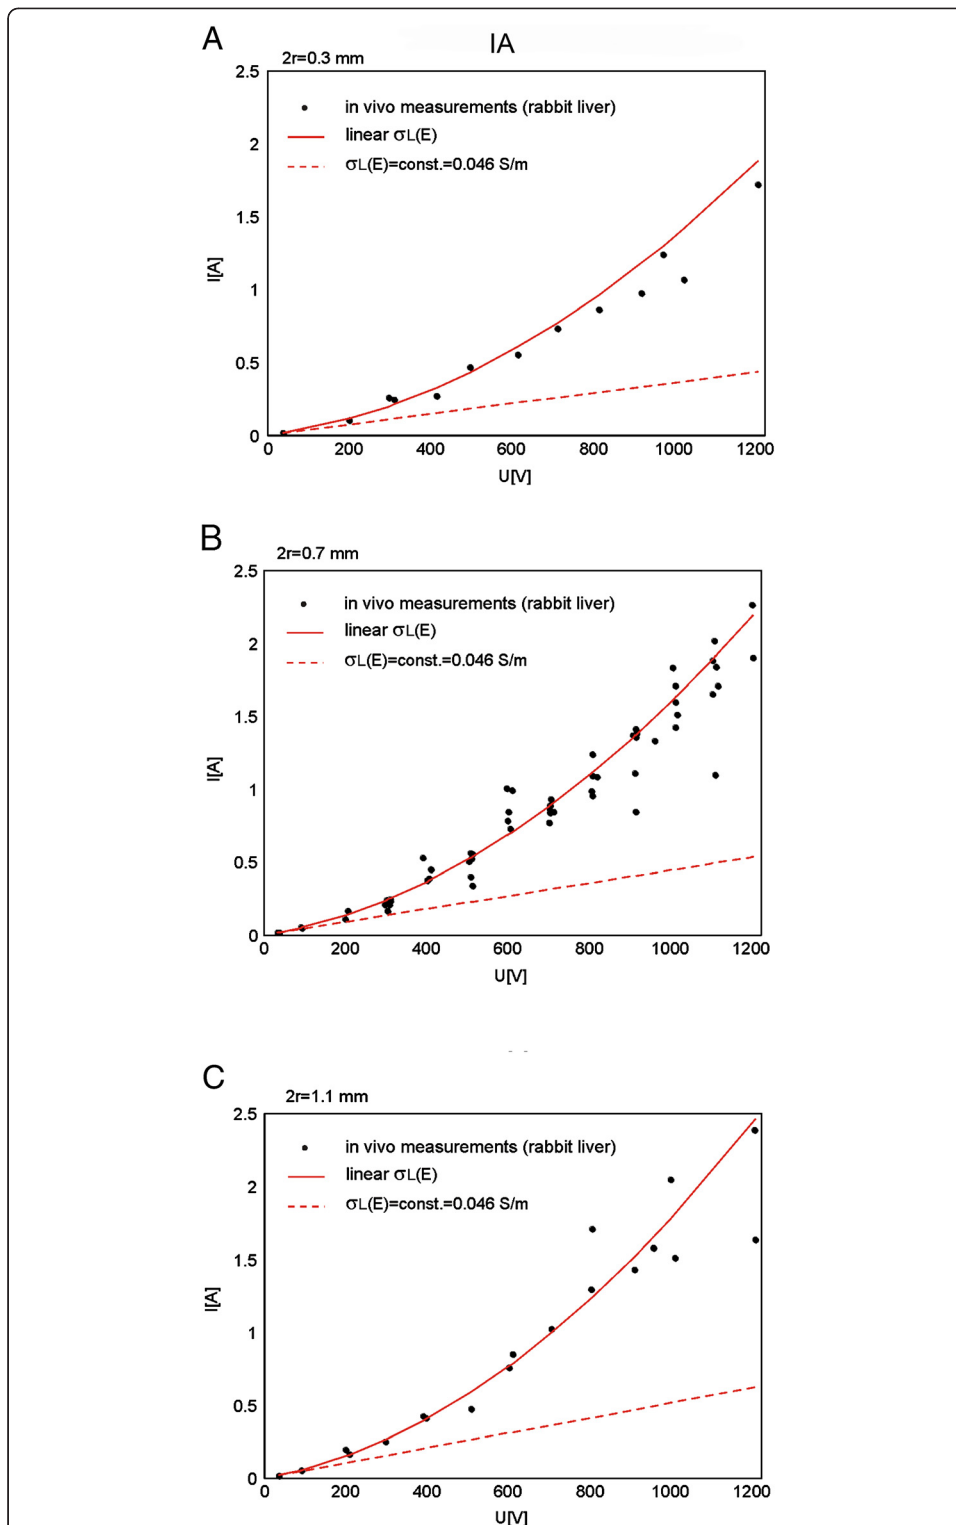 A
IA
2r=0.3 mm
2.5
in vivo measurements (rabbit liver)
linear σL(E)
2
σL(E)=const.=0.046 S/m
1.5
I[A]
1
0.5
0
0 200 400 600 800 1000 1200
U[V]
B
2r=0.7 mm
2.5
in vivo measurements (rabbit liver)
linear σL(E)
σL(E)=const.=0.046 S/m
2
1.5
I[A]
1
0.5
0
0 200 400 600 800 1000 1200
U[V]
C
2r=1.1 mm
2.5
in vivo measurements (rabbit liver)
linear σL(E)
2
σL(E)=const.=0.046 S/m
1.5
I[A]
1
0.5
0
0 200 400 600 800 1000 1200
U[V]